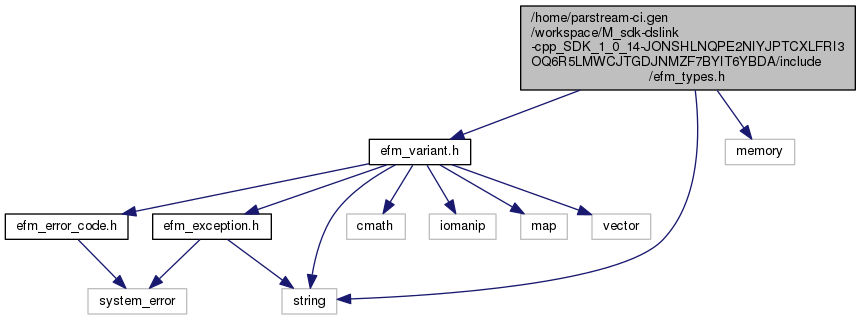 /home/parstream-ci.gen
/workspace/M_sdk-dslink
-cpp_SDK_1_0_14-JONSHLNQPE2NIYJPTCXLFRI3
OQ6R5LMWCJTGDJNMZF7BYIT6YBDA/include
/efm_types.h
efm_variant.h
memory
efm_error_code.h
efm_exception.h
cmath
iomanip
map
vector
system_error
string